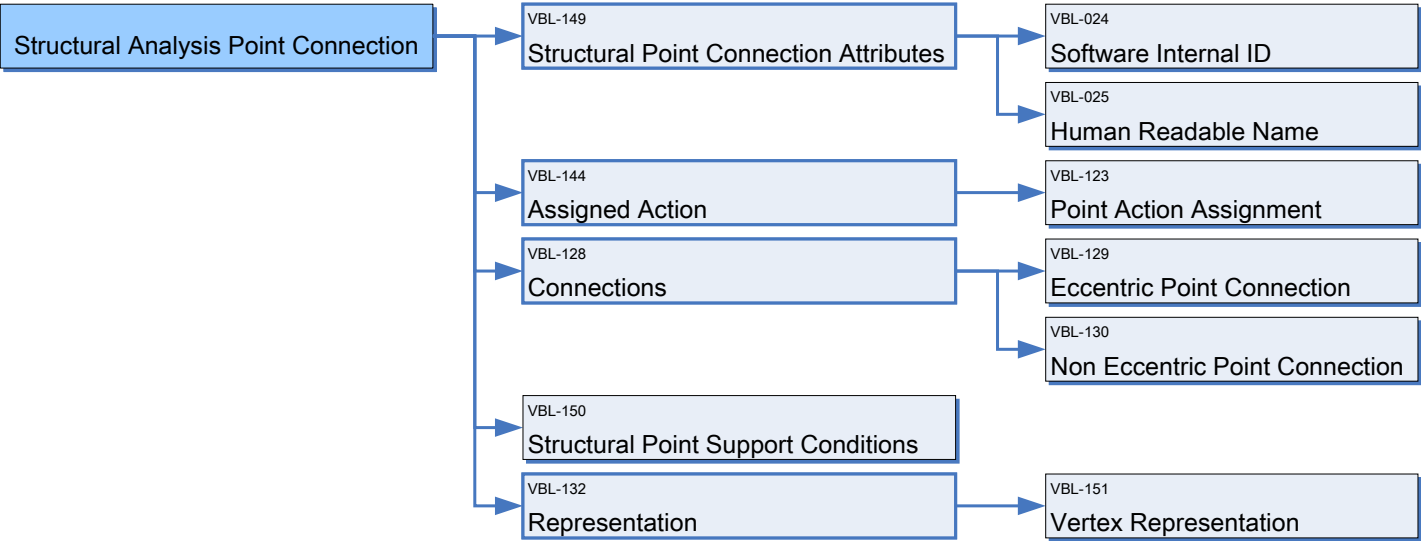 Structural Analysis Point Connection
VBL-149
Structural Point Connection Attributes
VBL-024
Software Internal ID
VBL-025
Human Readable Name
VBL-144
Assigned Action
VBL-123
Point Action Assignment
VBL-128
Connections
VBL-129
Eccentric Point Connection
VBL-130
Non Eccentric Point Connection
VBL-150
Structural Point Support Conditions
VBL-132
Representation
VBL-151
Vertex Representation